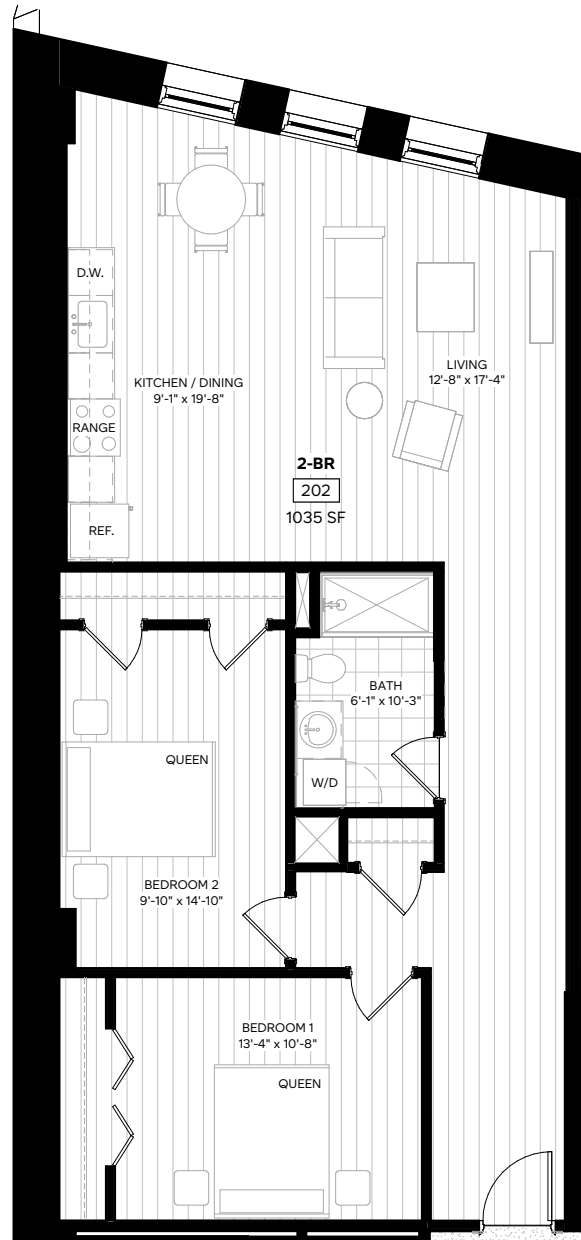 D.W.
KITCHEN / DINING
9'-1" x 19'-8"
LIVING
12'-8" x 17'-4"
RANGE
2-BR
202
1035 SF
REF.
BATH
6'-1" x 10'-3"
QUEEN
W/D
BEDROOM 2
9'-10" x 14'-10"
BEDROOM 1
13'-4" x 10'-8"
QUEEN